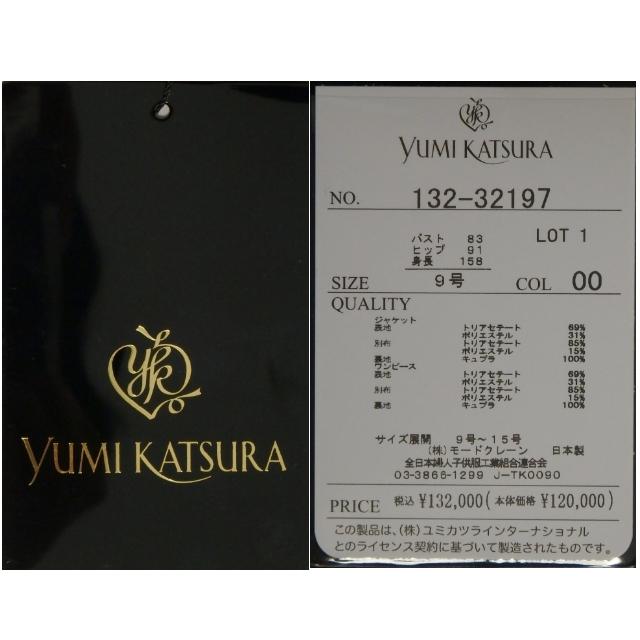 YK
YUMI KATSURA
YK
YUMI KATSURA
NO. 132-32197
バスト 83 LOT 1
ヒップ 91
身長 158
SIZE 9号 COL 00
QUALITY
ジャケット
表地 トリアセテート 69%
ポリエステル 31%
別布 トリアセテート 85%
ポリエステル 15%
裏地 キュプラ 100%
ワンピース
表地 トリアセテート 69%
ポリエステル 31%
別布 トリアセテート 85%
ポリエステル 15%
裏地 キュプラ 100%
サイズ展開 9号〜15号
(株)モードクレーン 日本製
全日本婦人子供服工業組合連合会
03-3866-1299 J-TK0090
PRICE 税込 ¥132,000(本体価格 ¥120,000)
この製品は、(株)ユミカツラインターナショナル
とのライセンス契約に基づいて製造されたものです。